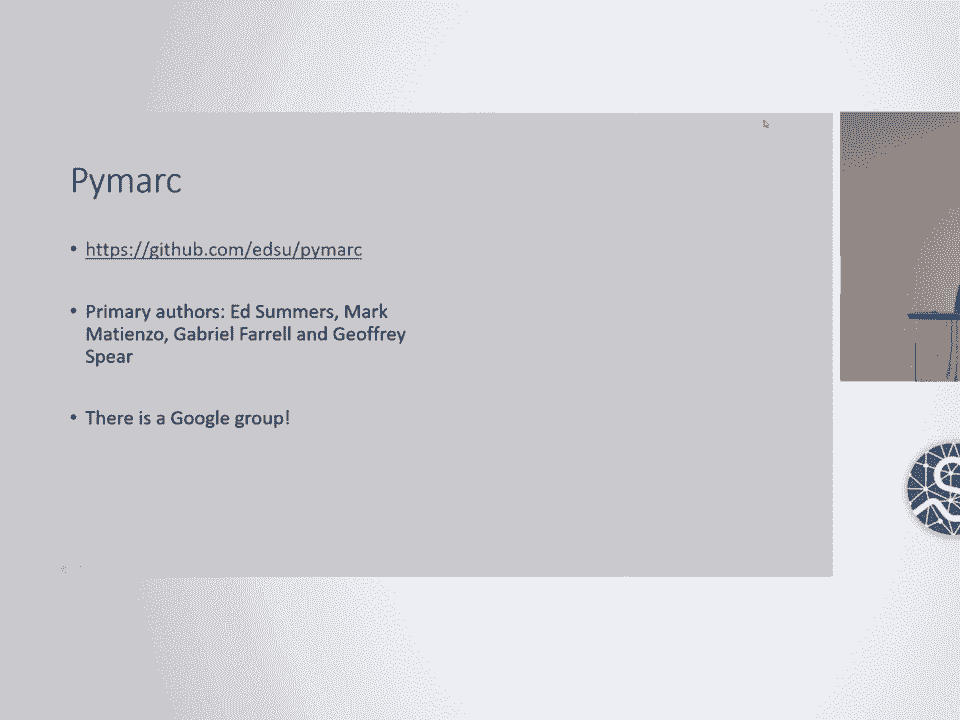 Pymarc
• https://github.com/edsu/pymarc
• Primary authors: Ed Summers, Mark
Matienzo, Gabriel Farrell and Geoffrey
Spear
• There is a Google group!